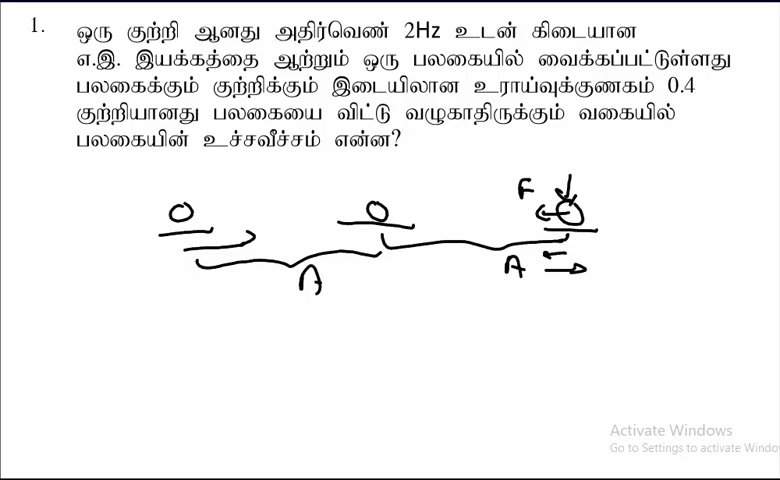 1. ஒரு குற்றி ஆனது அதிர்வெண் 2Hz உடன் கிடையான
எ.இ. இயக்கத்தை ஆற்றும் ஒரு பலகையில் வைக்கப்பட்டுள்ளது
பலகைக்கும் குற்றிக்கும் இடையிலான உராய்வுக்குணகம் 0.4
குற்றியானது பலகையை விட்டு வழுகாதிருக்கும் வகையில்
பலகையின் உச்சவீச்சம் என்ன?
F
A A
Activate Windows
Go to Settings to activate Windo